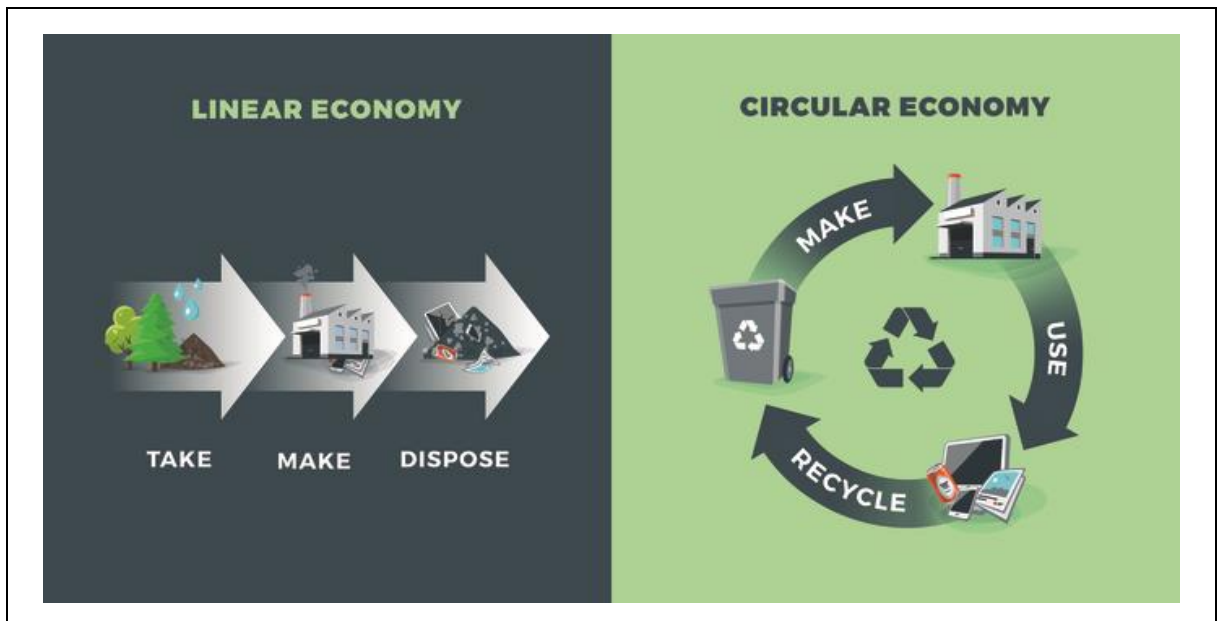 LINEAR ECONOMY
TAKE MAKE DISPOSE
CIRCULAR ECONOMY
MAKE
USE
RECYCLE